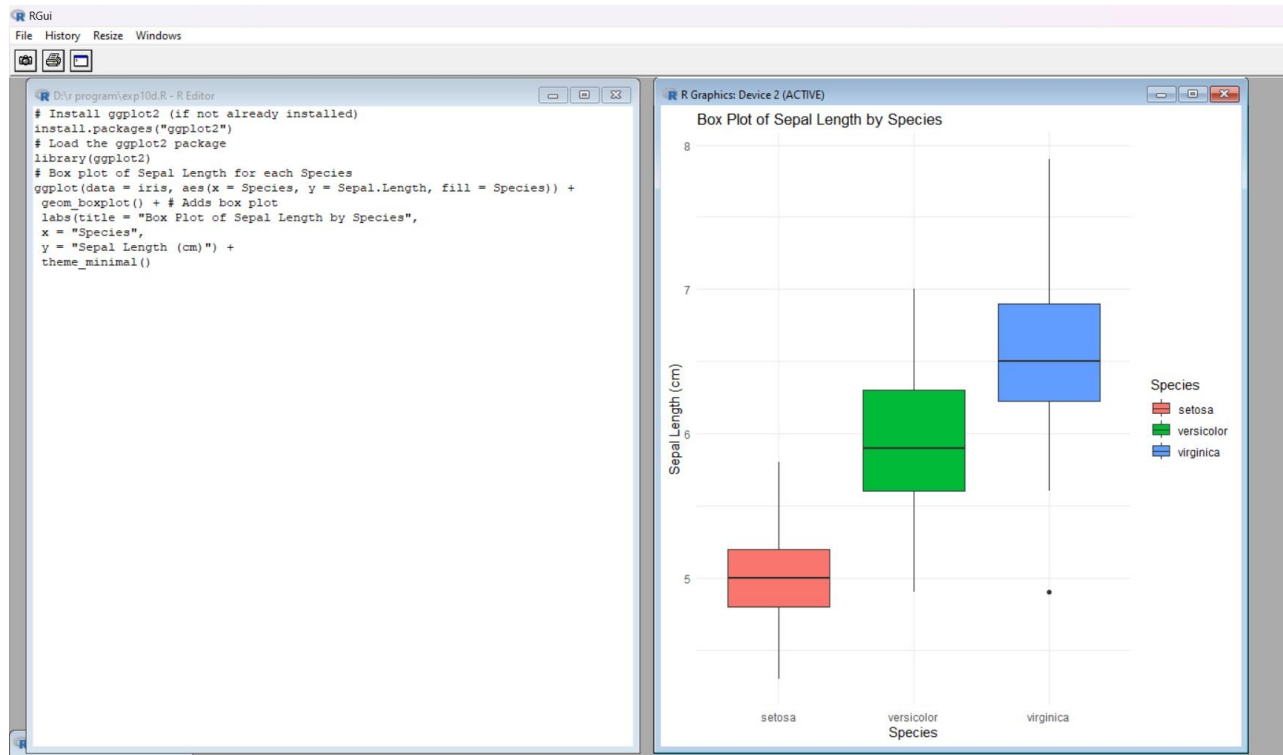 RGui
File History Resize Windows
D:\r program\exp10d.R - R Editor
# Install ggplot2 (if not already installed)
install.packages("ggplot2")
# Load the ggplot2 package
library(ggplot2)
# Box plot of Sepal Length for each Species
ggplot(data = iris, aes(x = Species, y = Sepal.Length, fill = Species)) +
geom_boxplot() + # Adds box plot
labs(title = "Box Plot of Sepal Length by Species",
x = "Species",
y = "Sepal Length (cm)") +
theme_minimal()
R Graphics: Device 2 (ACTIVE)
Box Plot of Sepal Length by Species
8
7
6
5
Sepal Length (cm)
setosa versicolor virginica
Species
Species
setosa
versicolor
virginica